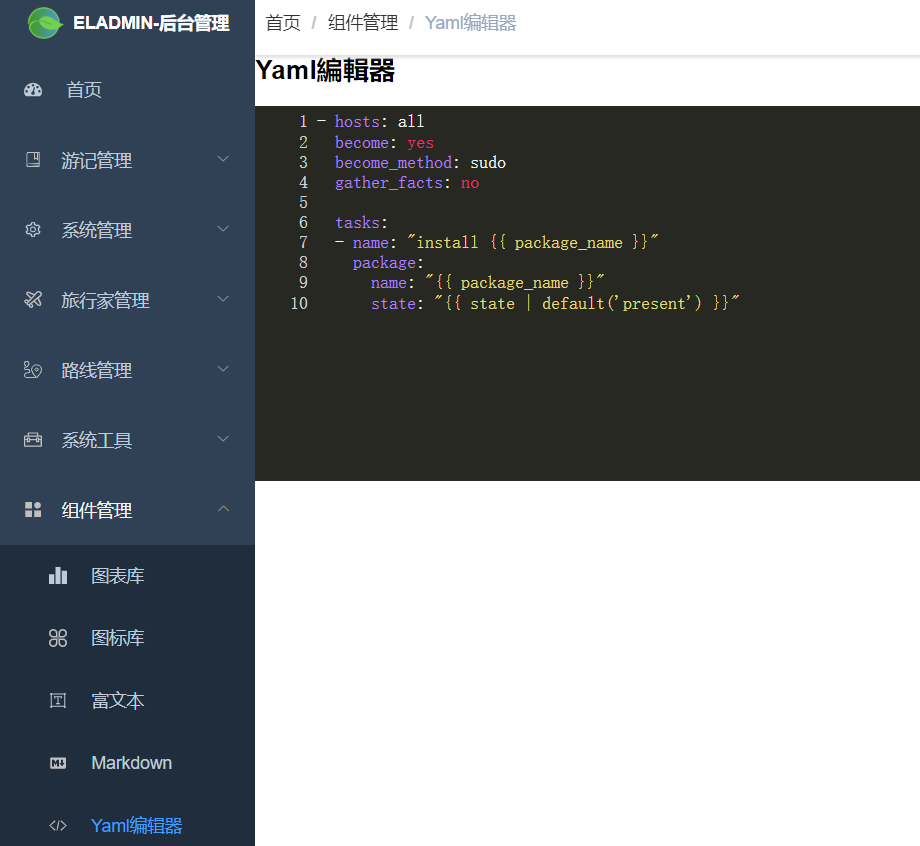 ELADMIN-后台管理
首页 / 组件管理 / Yaml编辑器
首页
游记管理
系统管理
旅行家管理
路线管理
系统工具
组件管理
图表库
图标库
富文本
Markdown
Yaml编辑器
Yaml編輯器
1 - hosts: all
2   become: yes
3   become_method: sudo
4   gather_facts: no
5
6   tasks:
7   - name: "install {{ package_name }}"
8     package:
9       name: "{{ package_name }}"
10       state: "{{ state | default('present') }}"